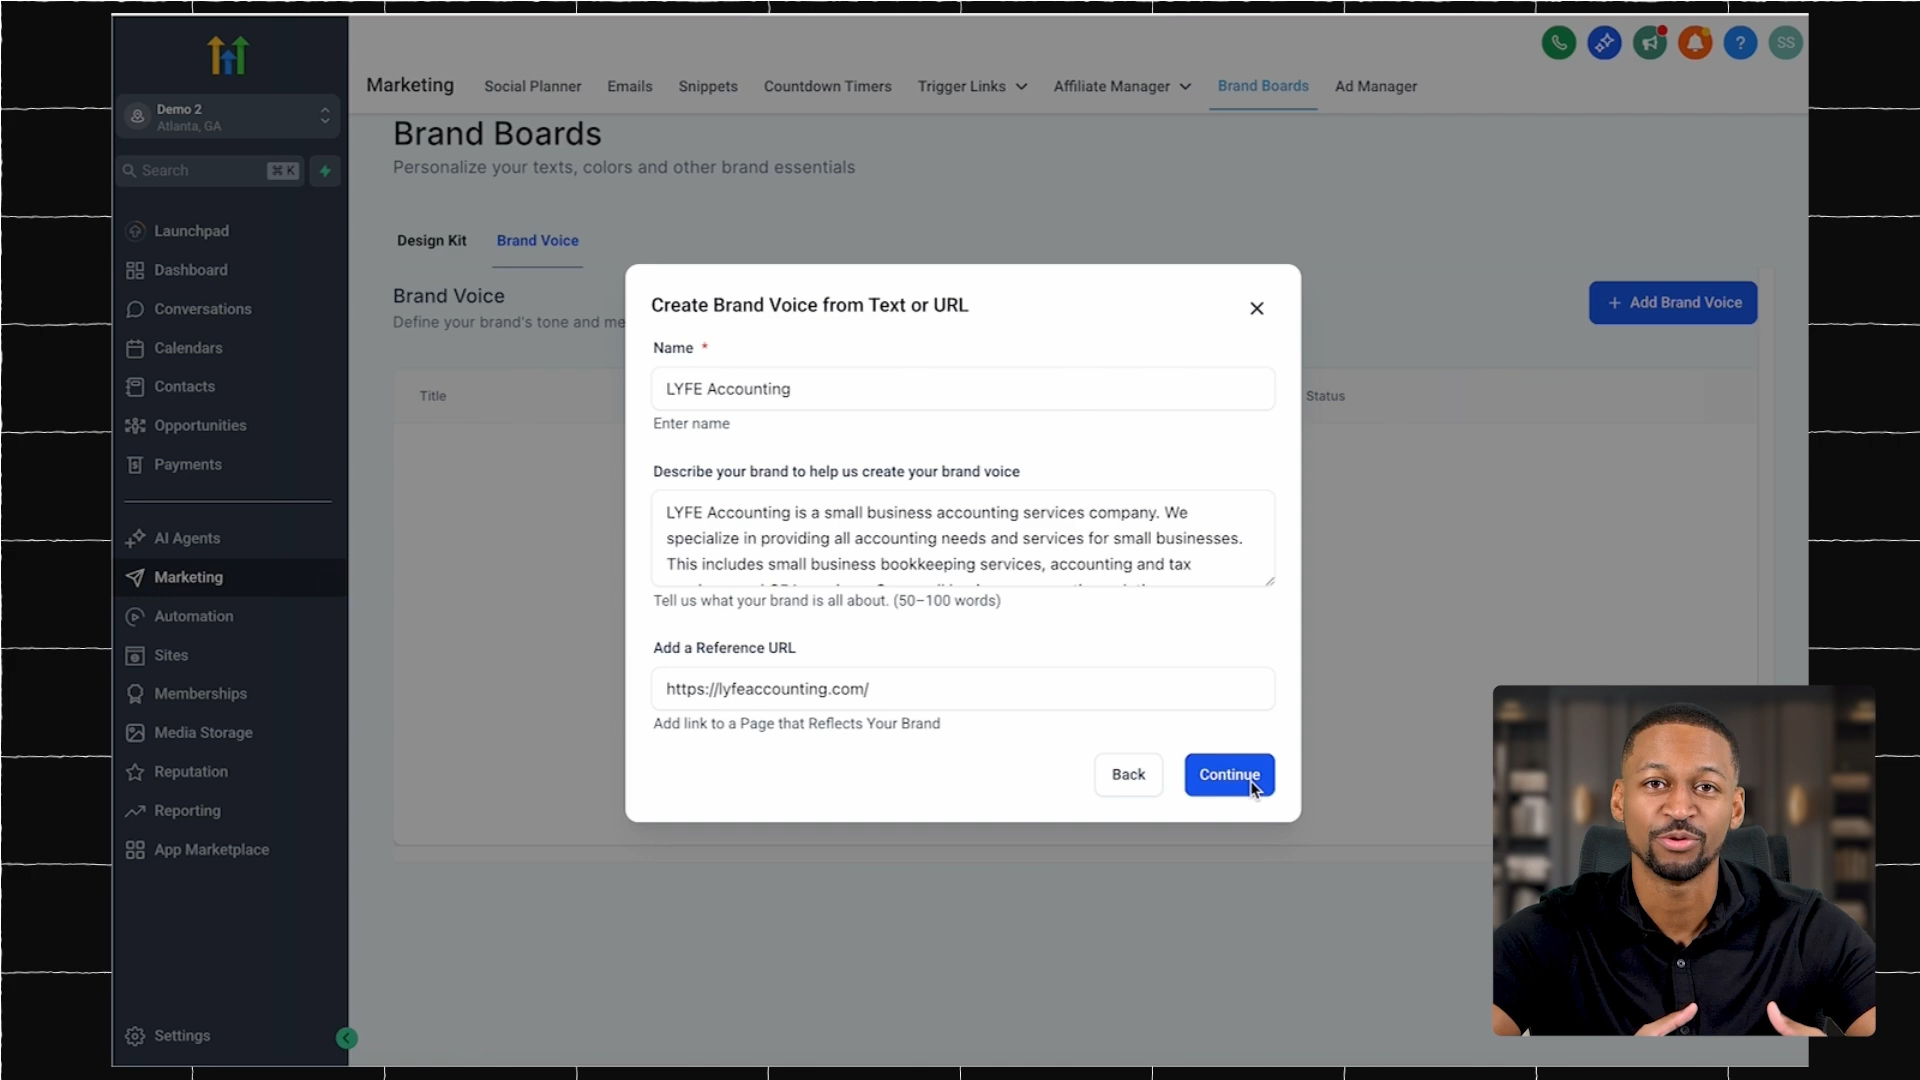 Demo 2
Atlanta, GA
Search
⌘ K
Launchpad
Dashboard
Conversations
Calendars
Contacts
Opportunities
Payments
AI Agents
Marketing
Automation
Sites
Memberships
Media Storage
Reputation
Reporting
App Marketplace
Settings
?
SS
Marketing
Social Planner
Emails
Snippets
Countdown Timers
Trigger Links
Affiliate Manager
Brand Boards
Ad Manager
Brand Boards
Personalize your texts, colors and other brand essentials
Design Kit
Brand Voice
Brand Voice
Define your brand's tone and me
+ Add Brand Voice
Title
Status
Create Brand Voice from Text or URL
Name *
LYFE Accounting
Enter name
Describe your brand to help us create your brand voice
LYFE Accounting is a small business accounting services company. We
specialize in providing all accounting needs and services for small businesses.
This includes small business bookkeeping services, accounting and tax
Tell us what your brand is all about. (50–100 words)
Add a Reference URL
https://lyfeaccounting.com/
Add link to a Page that Reflects Your Brand
Back
Continue